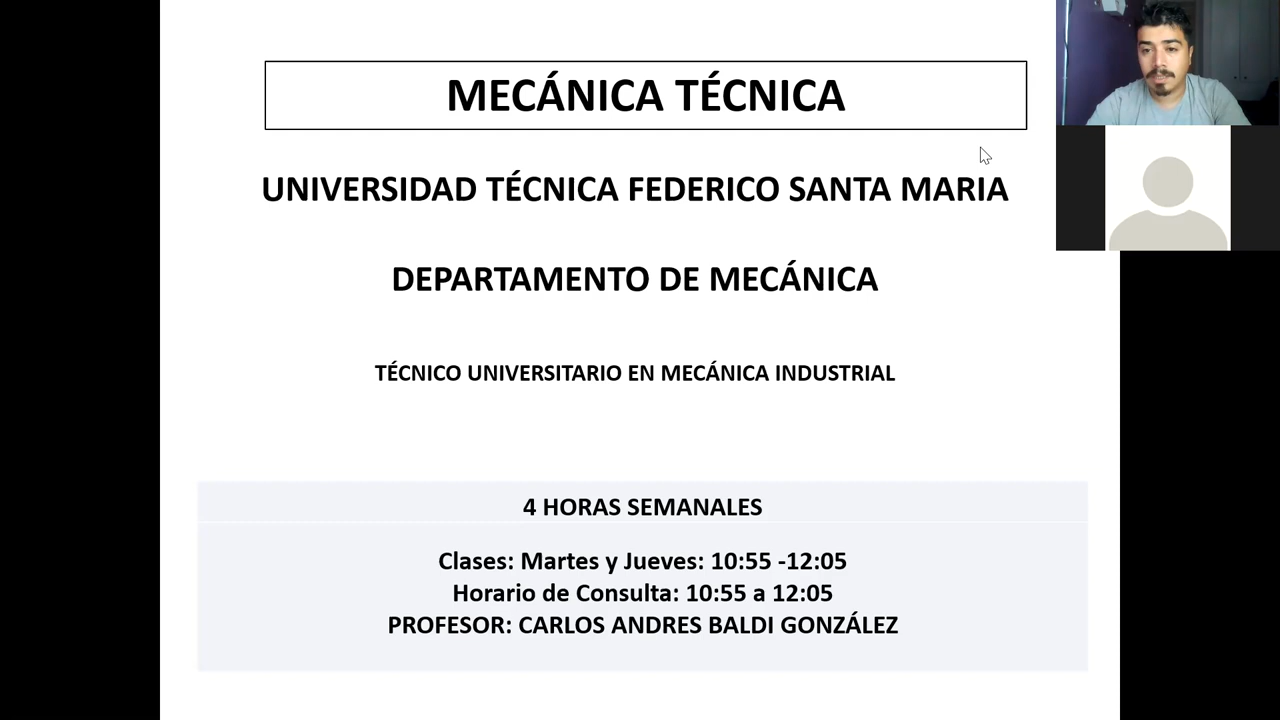 MECÁNICA TÉCNICA
UNIVERSIDAD TÉCNICA FEDERICO SANTA MARIA
DEPARTAMENTO DE MECÁNICA
TÉCNICO UNIVERSITARIO EN MECÁNICA INDUSTRIAL
4 HORAS SEMANALES
Clases: Martes y Jueves: 10:55 -12:05
Horario de Consulta: 10:55 a 12:05
PROFESOR: CARLOS ANDRES BALDI GONZÁLEZ